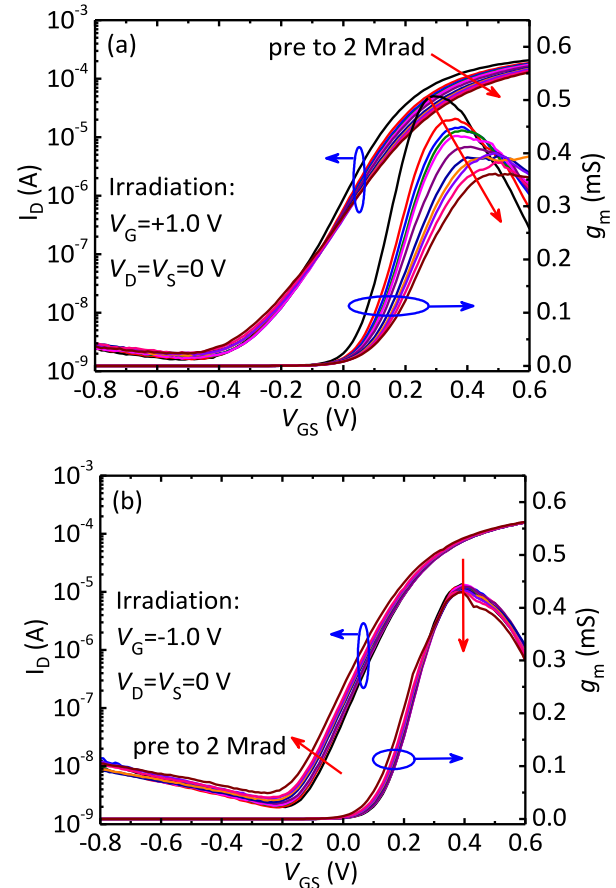 (a)
pre to 2 Mrad
Irradiation:
V_G=+1.0 V
V_D=V_S=0 V
I_D (A)
10^-3
10^-4
10^-5
10^-6
10^-7
10^-8
10^-9
g_m (mS)
0.6
0.5
0.4
0.3
0.2
0.1
0.0
-0.8 -0.6 -0.4 -0.2 0.0 0.2 0.4 0.6
V_GS (V)
(b)
Irradiation:
V_G=-1.0 V
V_D=V_S=0 V
pre to 2 Mrad
I_D (A)
10^-3
10^-4
10^-5
10^-6
10^-7
10^-8
10^-9
g_m (mS)
0.6
0.5
0.4
0.3
0.2
0.1
0.0
-0.8 -0.6 -0.4 -0.2 0.0 0.2 0.4 0.6
V_GS (V)